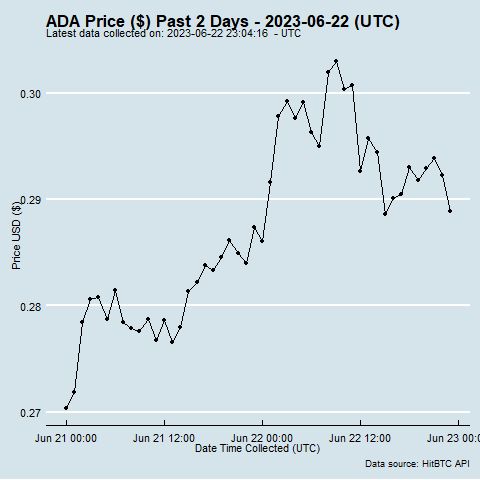 ADA Price ($) Past 2 Days - 2023-06-22 (UTC)
Latest data collected on: 2023-06-22 23:04:16 - UTC
0.30
0.29
0.28
0.27
Price USD ($)
Jun 21 00:00 Jun 21 12:00 Jun 22 00:00 Jun 22 12:00 Jun 23 00:
Date Time Collected (UTC)
Data source: HitBTC API